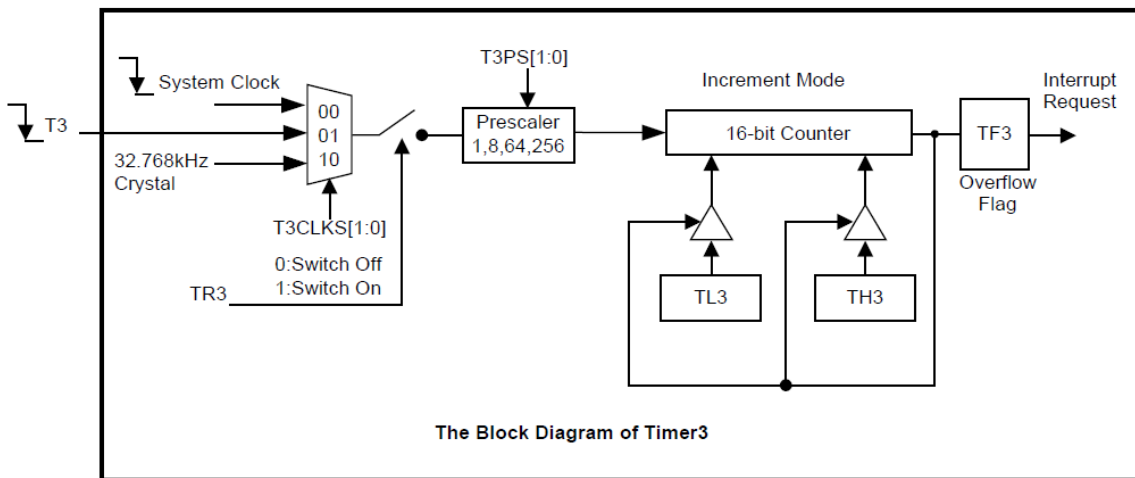 T3PS[1:0]
System Clock
Increment Mode
Interrupt
Request
T3
00
01
10
Prescaler
1,8,64,256
16-bit Counter
TF3
32.768kHz
Crystal
Overflow
Flag
T3CLKS[1:0]
0:Switch Off
1:Switch On
TR3
TL3
TH3
The Block Diagram of Timer3